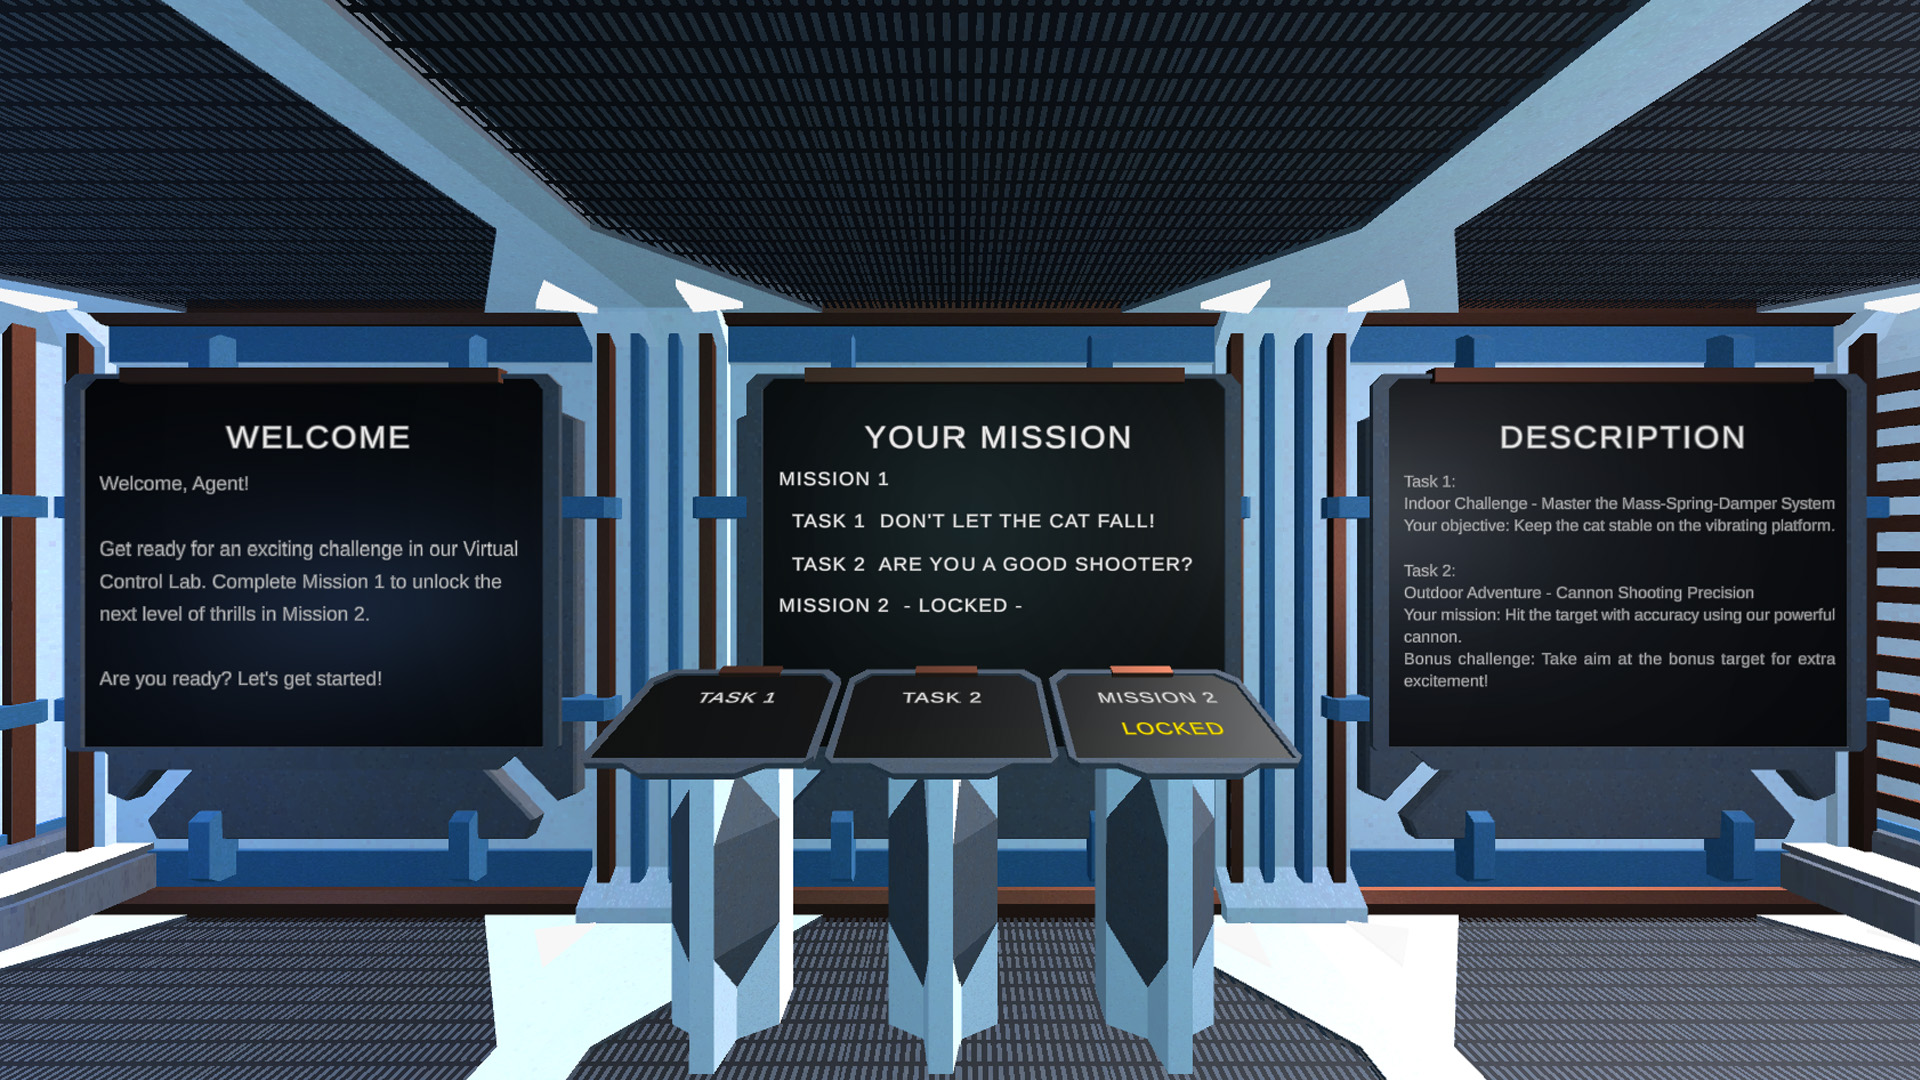 WELCOME
Welcome, Agent!
Get ready for an exciting challenge in our Virtual
Control Lab. Complete Mission 1 to unlock the
next level of thrills in Mission 2.
Are you ready? Let's get started!
YOUR MISSION
MISSION 1
TASK 1 DON'T LET THE CAT FALL!
TASK 2 ARE YOU A GOOD SHOOTER?
MISSION 2 - LOCKED -
DESCRIPTION
Task 1:
Indoor Challenge - Master the Mass-Spring-Damper System
Your objective: Keep the cat stable on the vibrating platform.
Task 2:
Outdoor Adventure - Cannon Shooting Precision
Your mission: Hit the target with accuracy using our powerful
cannon.
Bonus challenge: Take aim at the bonus target for extra
excitement!
TASK 1
TASK 2
MISSION 2
LOCKED